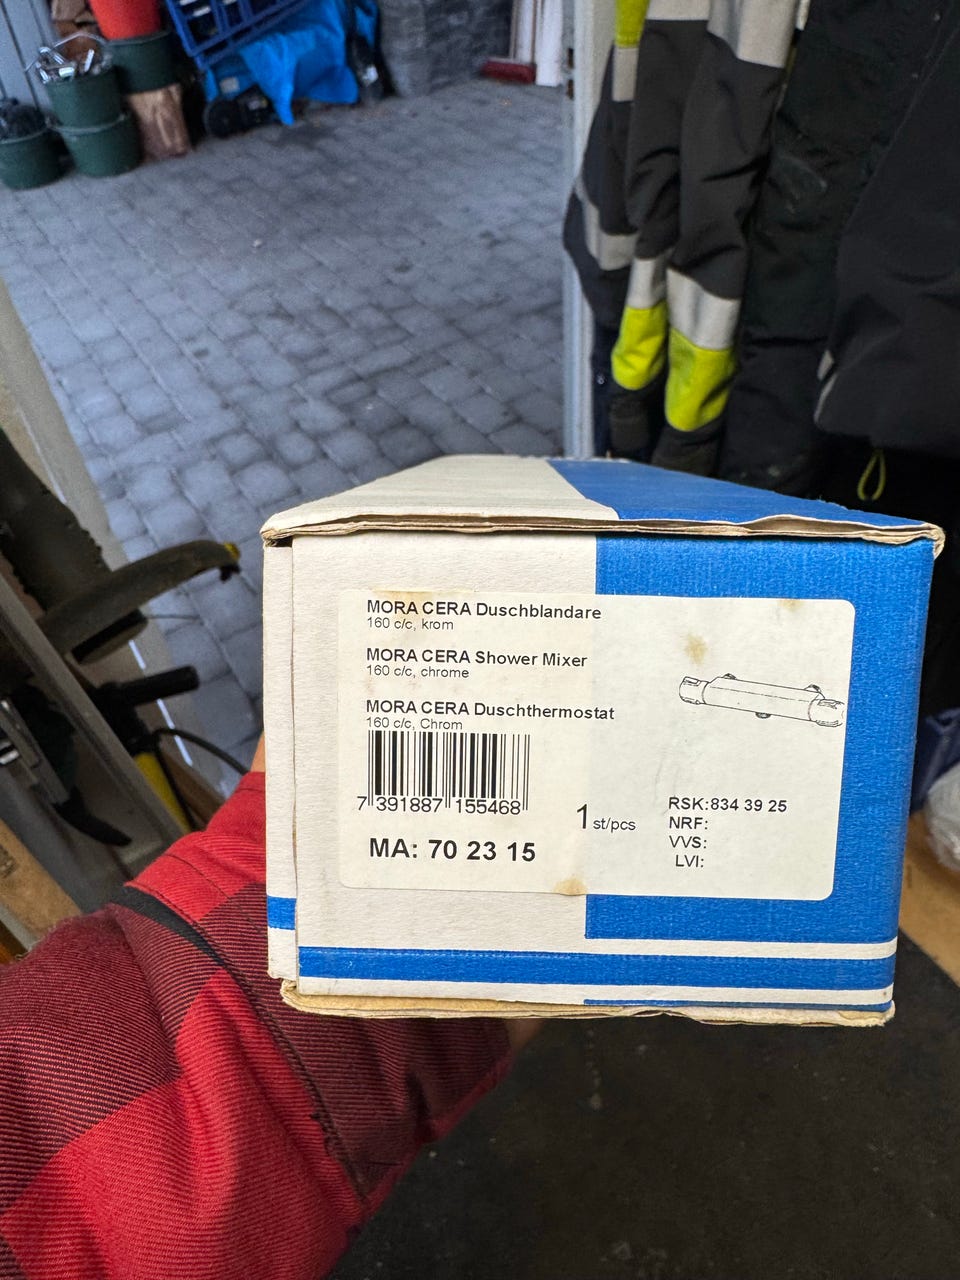 MORA CERA Duschblandare
160 c/c, krom
MORA CERA Shower Mixer
160 c/c, chrome
MORA CERA Duschthermostat
160 c/c, Chrom
7 391887 155468
1 st/pcs
MA: 70 23 15
RSK:834 39 25
NRF:
VVS:
LVI: